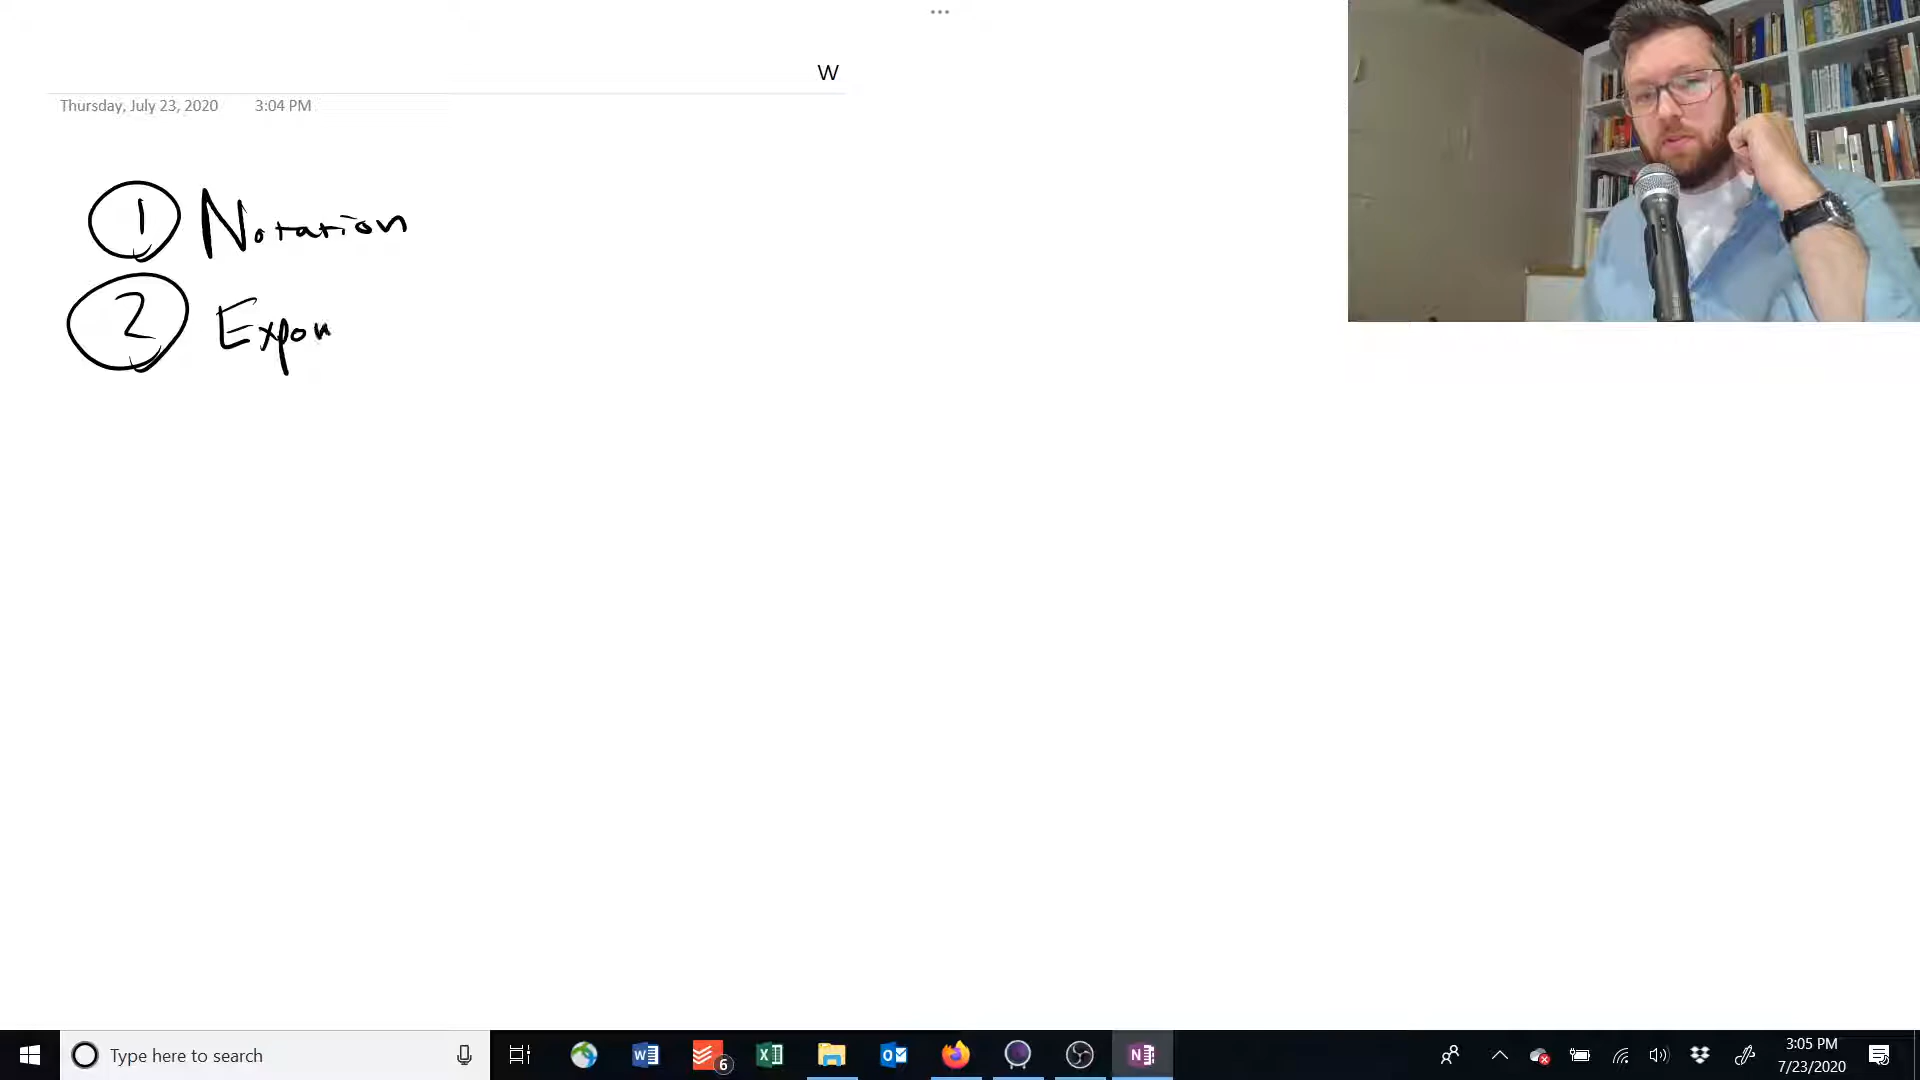 W
Thursday, July 23, 2020 3:04 PM
1 Notation
2 Expon
Type here to search
6
3:05 PM
7/23/2020